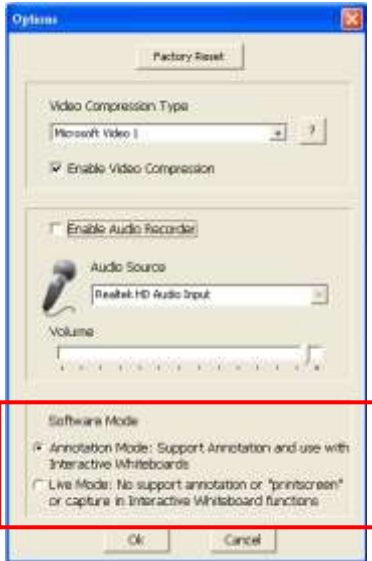 Options
Factory Reset
Video Compression Type
Microsoft Video 1
?
Enable Video Compression
Enable Audio Recorder
Audio Source
Realtek HD Audio Input
Volume
Software Mode
Annotation Mode: Support Annotation and use with
Interactive Whiteboards
Live Mode: No support annotation or "printscreen"
or capture in Interactive Whiteboard functions
Ok
Cancel